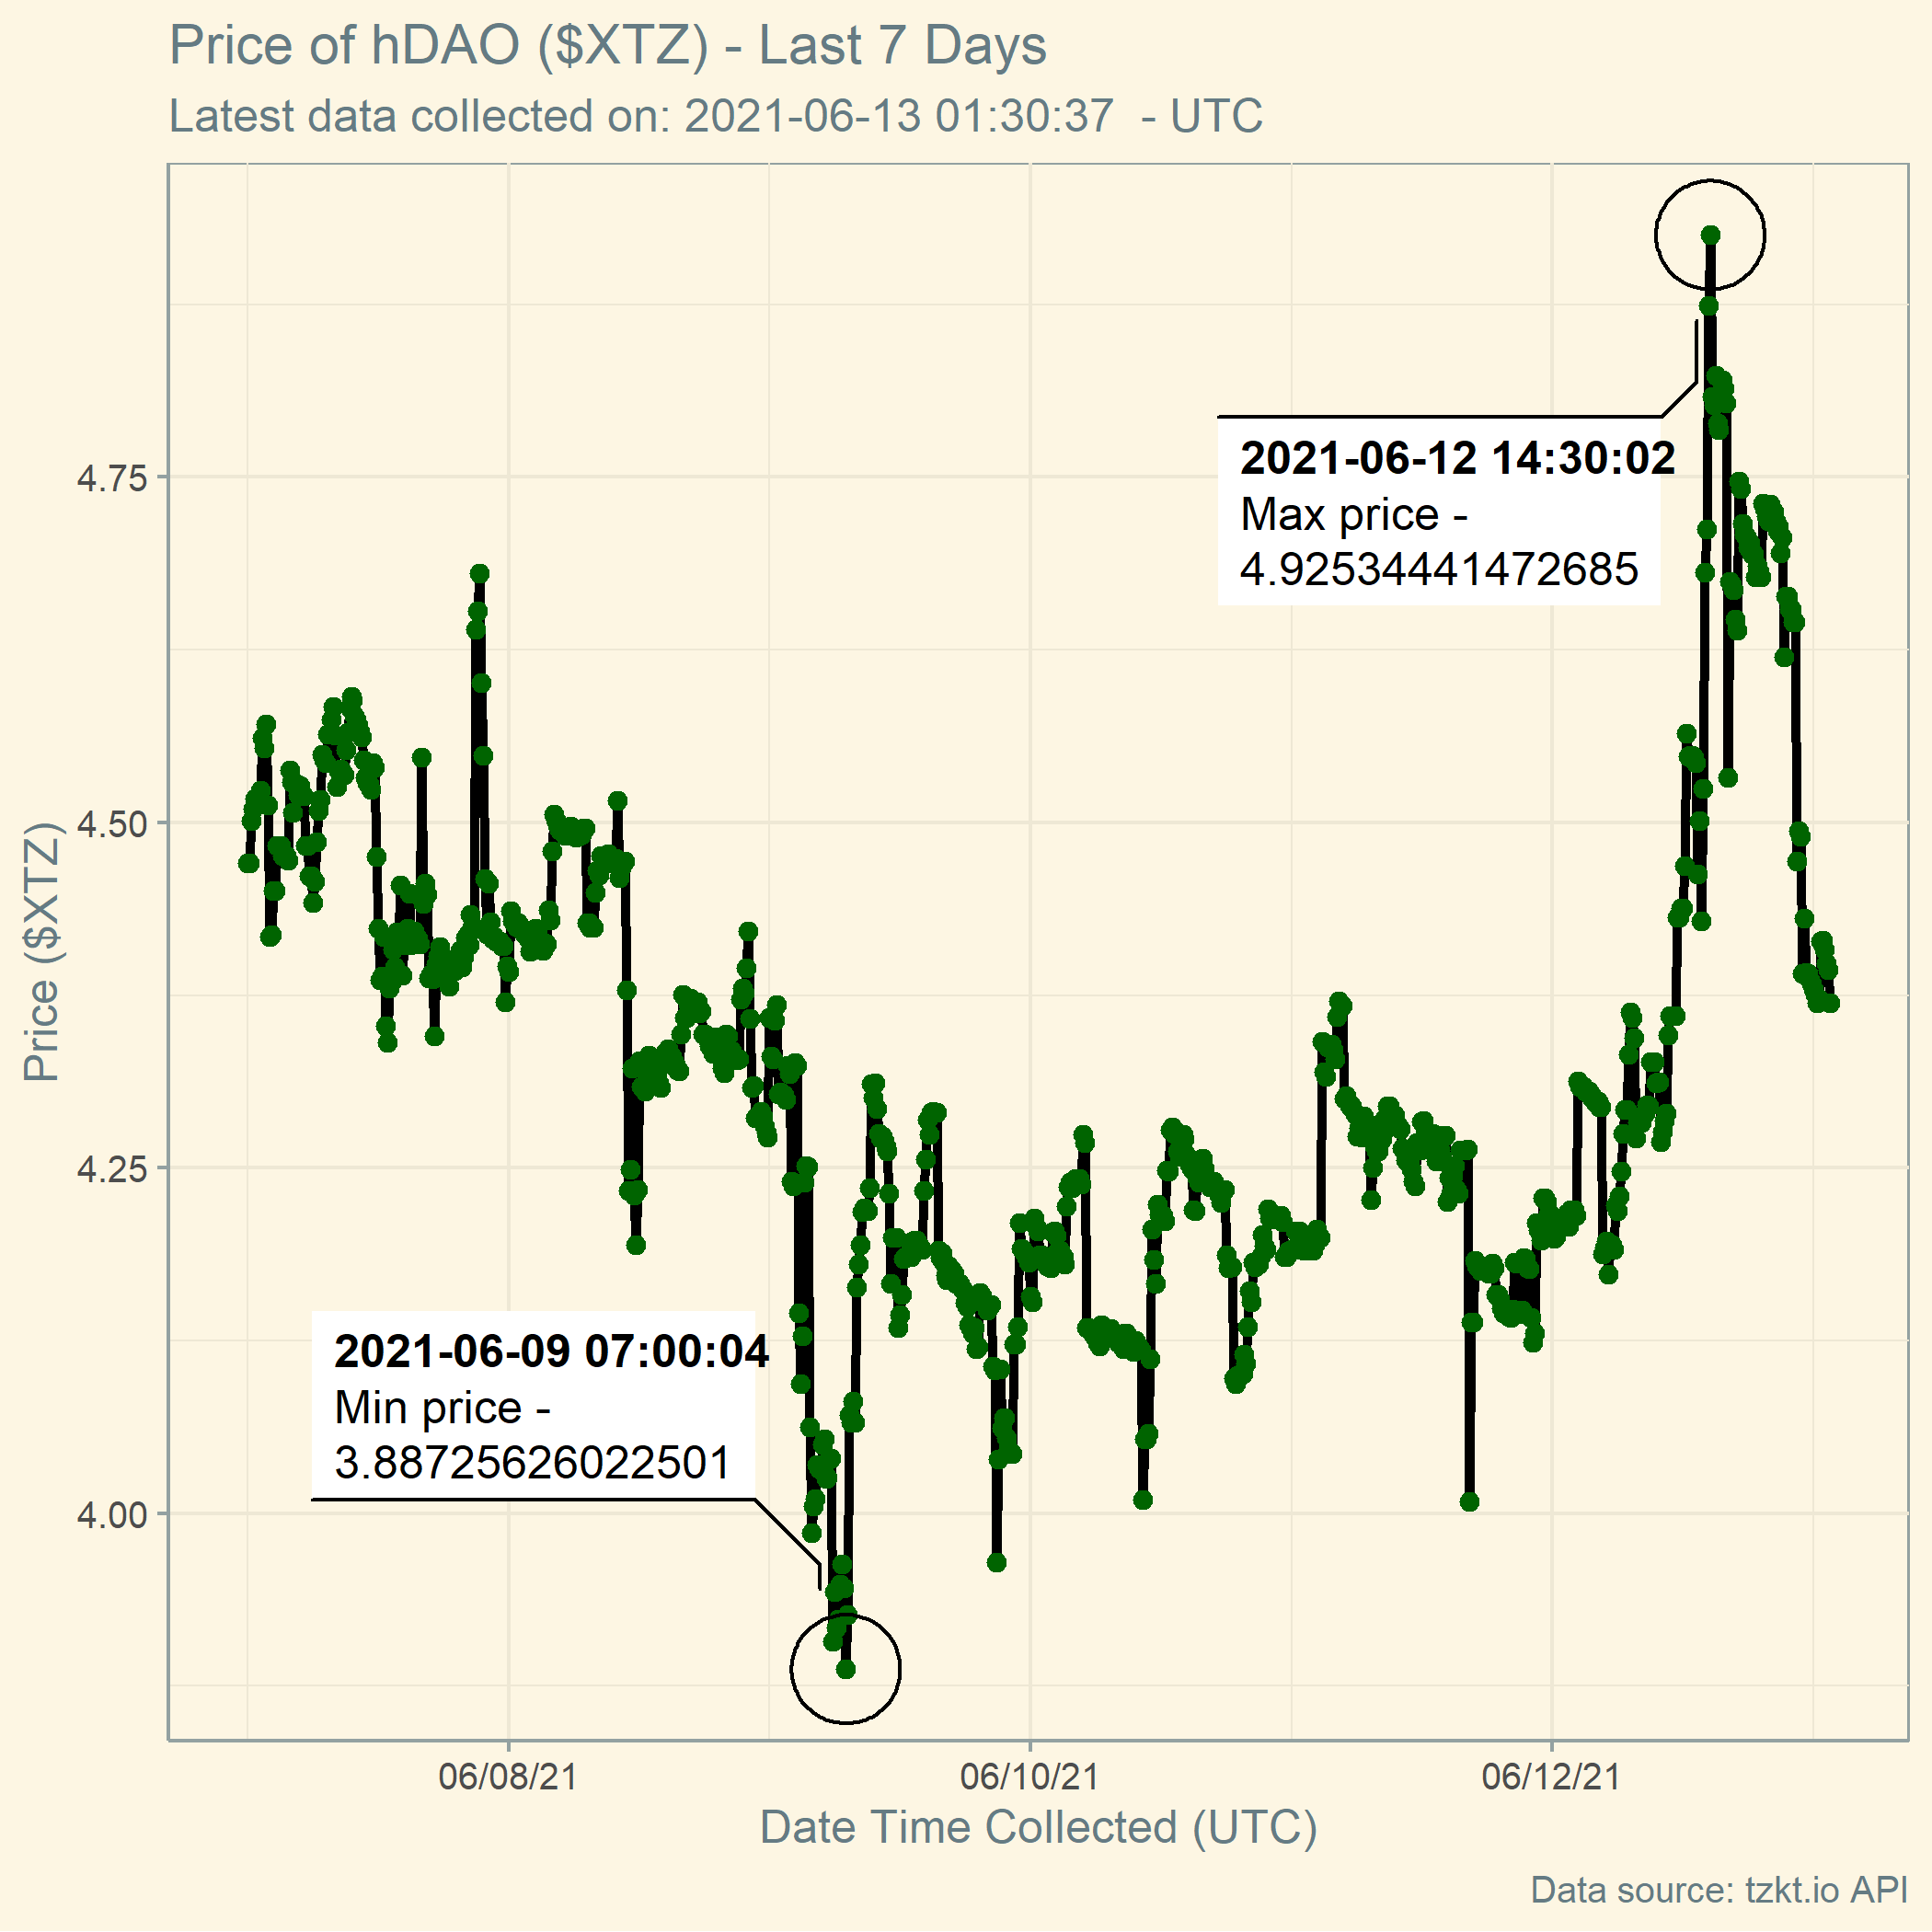 Price of hDAO ($XTZ) - Last 7 Days
Latest data collected on: 2021-06-13 01:30:37  - UTC
2021-06-12 14:30:02
Max price -
4.92534441472685
2021-06-09 07:00:04
Min price -
3.88725626022501
Price ($XTZ)
4.75
4.50
4.25
4.00
06/08/21
06/10/21
06/12/21
Date Time Collected (UTC)
Data source: tzkt.io API